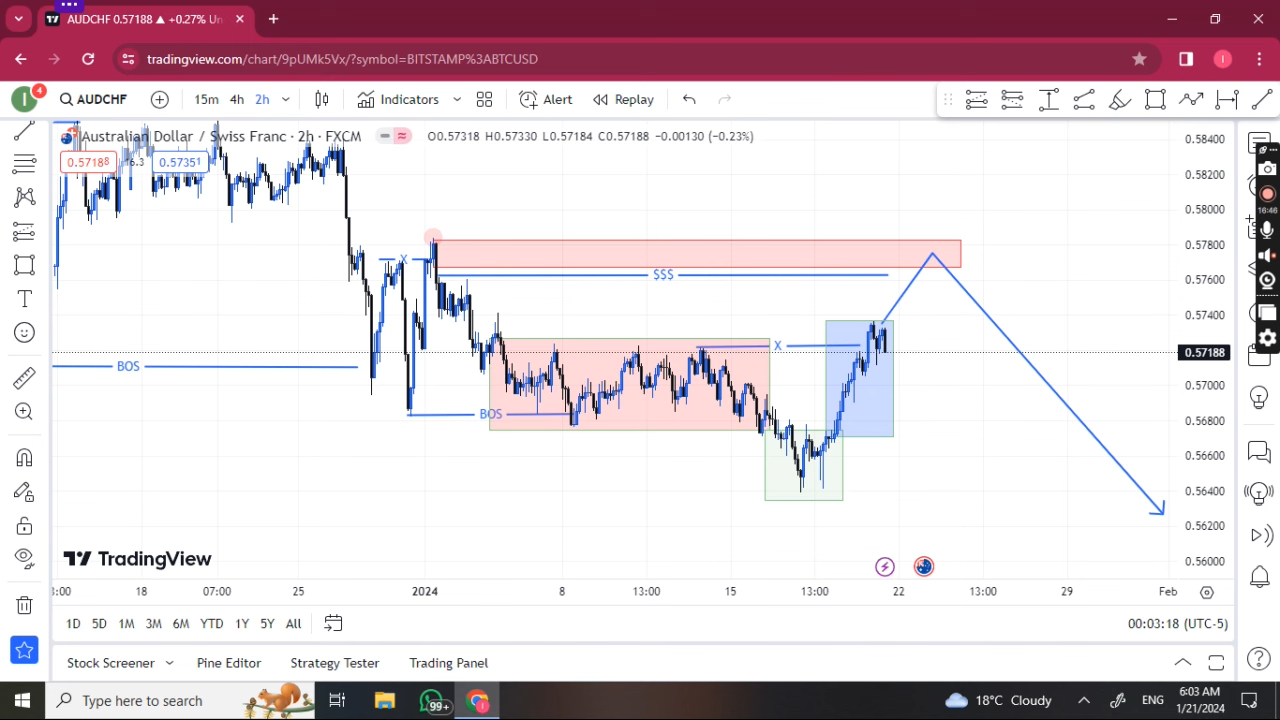 AUDCHF 0.57188 ▲ +0.27% Un
tradingview.com/chart/9pUMk5Vx/?symbol=BITSTAMP%3ABTCUSD
I
I
4
AUDCHF
15m 4h 2h
Indicators
Alert
Replay
Australian Dollar / Swiss Franc · 2h · FXCM
O0.57318 H0.57330 L0.57184 C0.57188 −0.00130 (−0.23%)
0.57188
16.3
0.57351
0.58400
0.58200
0.58000
0.57800
0.57600
0.57400
0.57188
0.57000
0.56800
0.56600
0.56400
0.56200
0.56000
16:46
X
$$$
X
BOS
BOS
TradingView
:00 18 07:00 25 2024 8 13:00 15 13:00 22 13:00 29 Feb
1D 5D 1M 3M 6M YTD 1Y 5Y All
00:03:18 (UTC-5)
Stock Screener
Pine Editor
Strategy Tester
Trading Panel
Type here to search
99+
I
18°C Cloudy
ENG
6:03 AM
1/21/2024